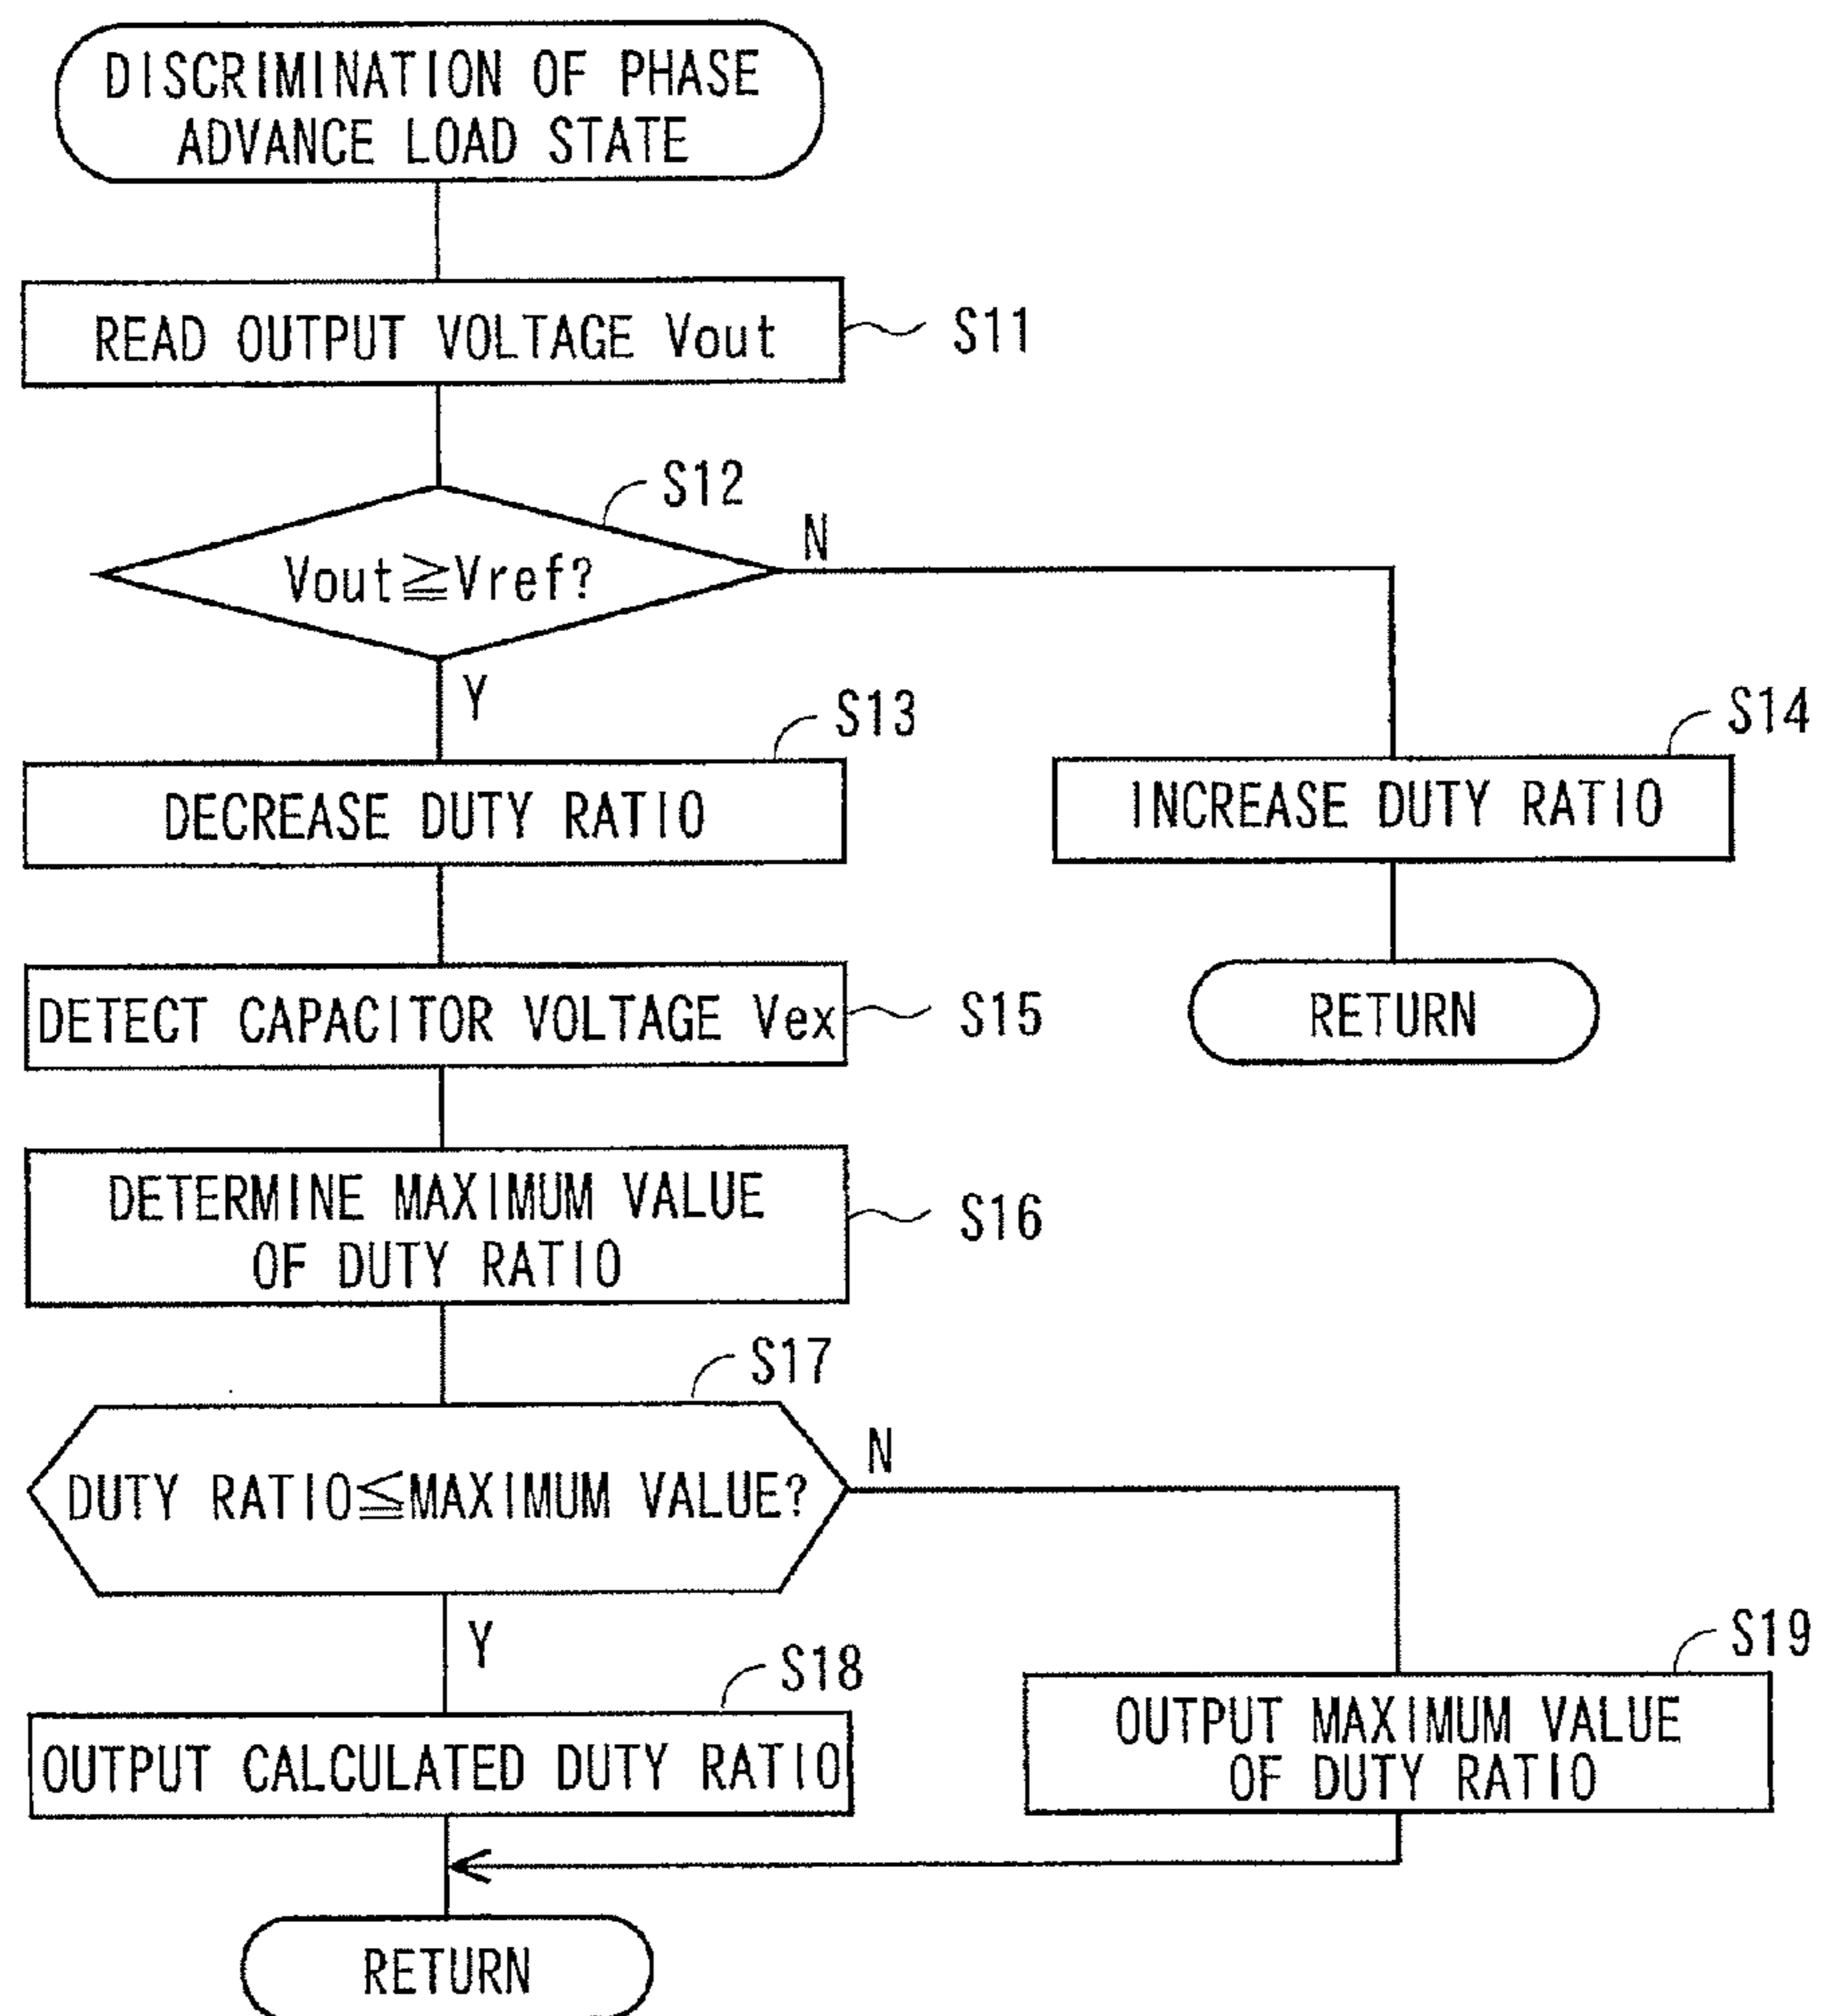 DISCRIMINATION OF PHASE
ADVANCE LOAD STATE
READ OUTPUT VOLTAGE Vout
S11
S12
Vout≧Vref?
N
Y
S13
DECREASE DUTY RATIO
S14
INCREASE DUTY RATIO
RETURN
DETECT CAPACITOR VOLTAGE Vex
S15
DETERMINE MAXIMUM VALUE
OF DUTY RATIO
S16
S17
DUTY RATIO≦MAXIMUM VALUE?
N
Y
S18
OUTPUT CALCULATED DUTY RATIO
S19
OUTPUT MAXIMUM VALUE
OF DUTY RATIO
RETURN